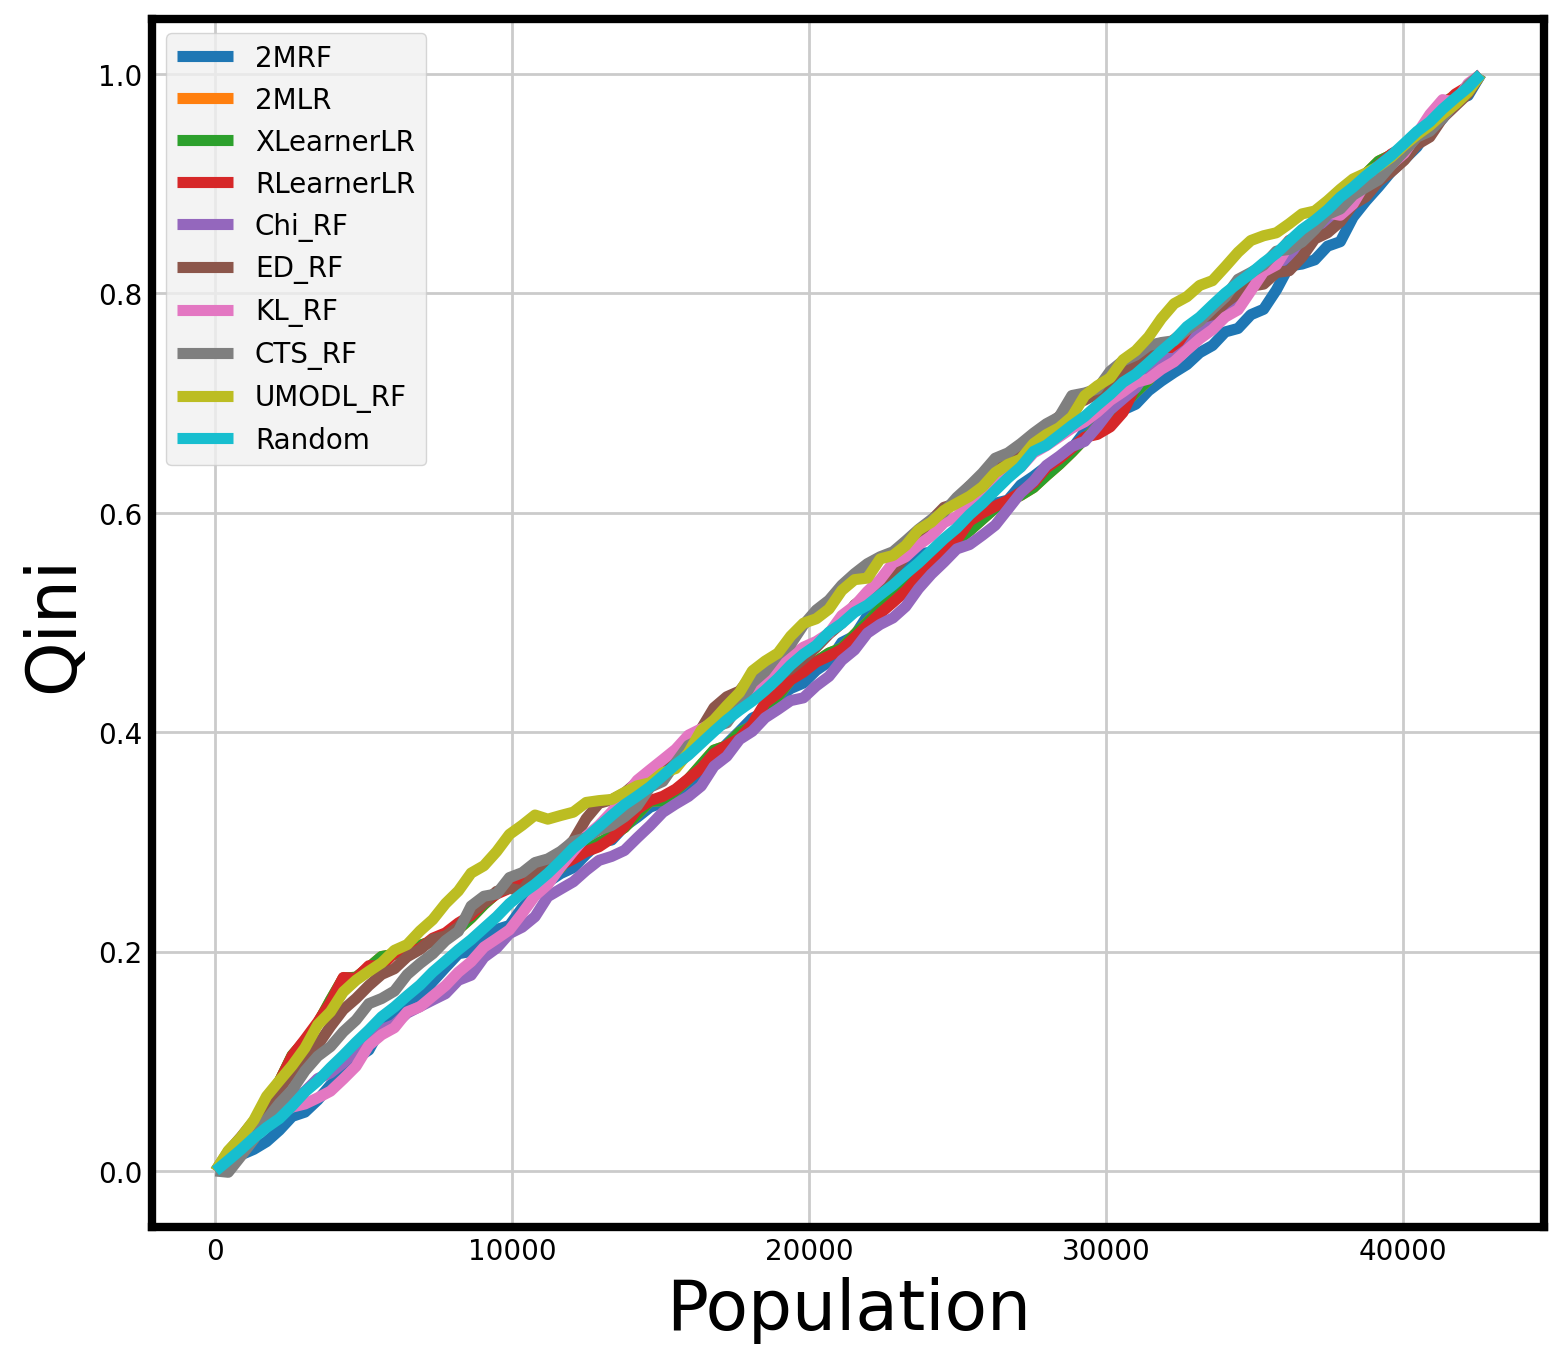 2MRF
2MLR
XLearnerLR
RLearnerLR
Chi_RF
ED_RF
KL_RF
CTS_RF
UMODL_RF
Random
1.0
0.8
0.6
0.4
0.2
0.0
Qini
0 10000 20000 30000 40000
Population